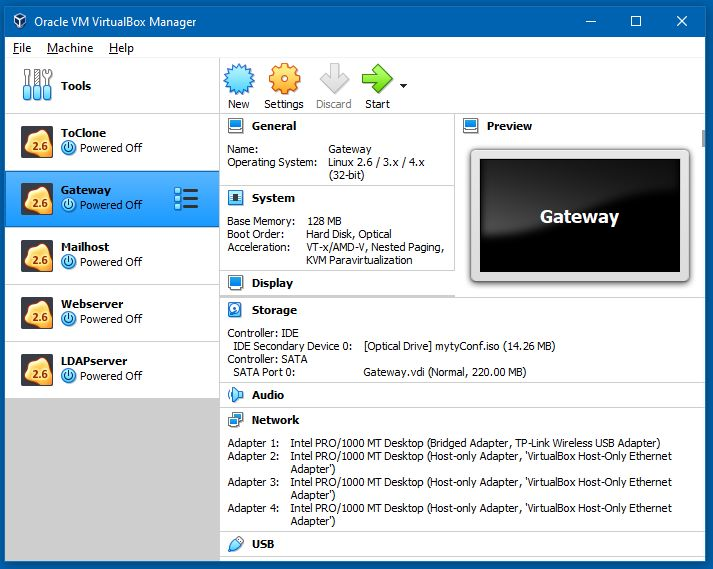 Oracle VM VirtualBox Manager
File Machine Help
Tools
New Settings Discard Start
ToClone
2.6 Powered Off
Gateway
2.6 Powered Off
Mailhost
2.6 Powered Off
Webserver
2.6 Powered Off
LDAPserver
2.6 Powered Off
General
Name: Gateway
Operating System: Linux 2.6 / 3.x / 4.x
(32-bit)
System
Base Memory: 128 MB
Boot Order: Hard Disk, Optical
Acceleration: VT-x/AMD-V, Nested Paging,
KVM Paravirtualization
Display
Preview
Gateway
Storage
Controller: IDE
IDE Secondary Device 0: [Optical Drive] mytyConf.iso (14.26 MB)
Controller: SATA
SATA Port 0: Gateway.vdi (Normal, 220.00 MB)
Audio
Network
Adapter 1: Intel PRO/1000 MT Desktop (Bridged Adapter, TP-Link Wireless USB Adapter)
Adapter 2: Intel PRO/1000 MT Desktop (Host-only Adapter, 'VirtualBox Host-Only Ethernet
Adapter')
Adapter 3: Intel PRO/1000 MT Desktop (Host-only Adapter, 'VirtualBox Host-Only Ethernet
Adapter')
Adapter 4: Intel PRO/1000 MT Desktop (Host-only Adapter, 'VirtualBox Host-Only Ethernet
Adapter')
USB